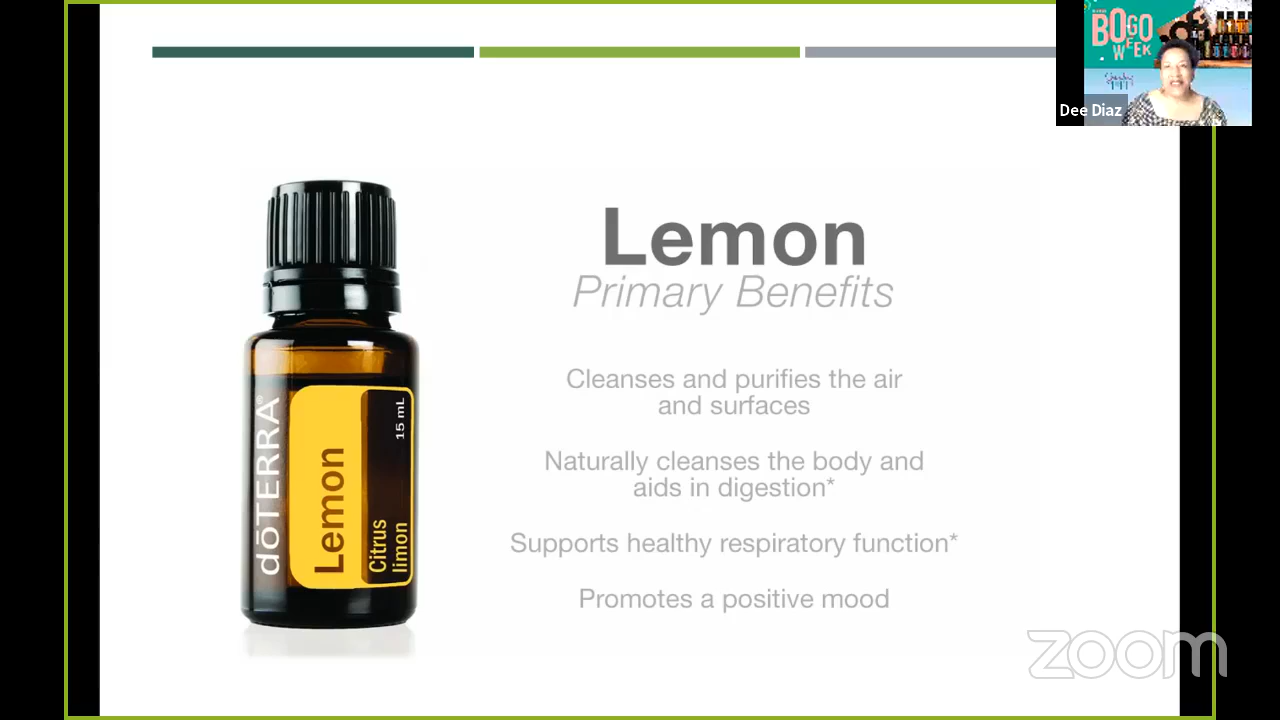 BOGO
WEEK
Dee Diaz
Lemon
Primary Benefits
Cleanses and purifies the air
and surfaces
Naturally cleanses the body and
aids in digestion*
Supports healthy respiratory function*
Promotes a positive mood
dōTERRA®
Lemon
Citrus
limon
15 mL
zoom